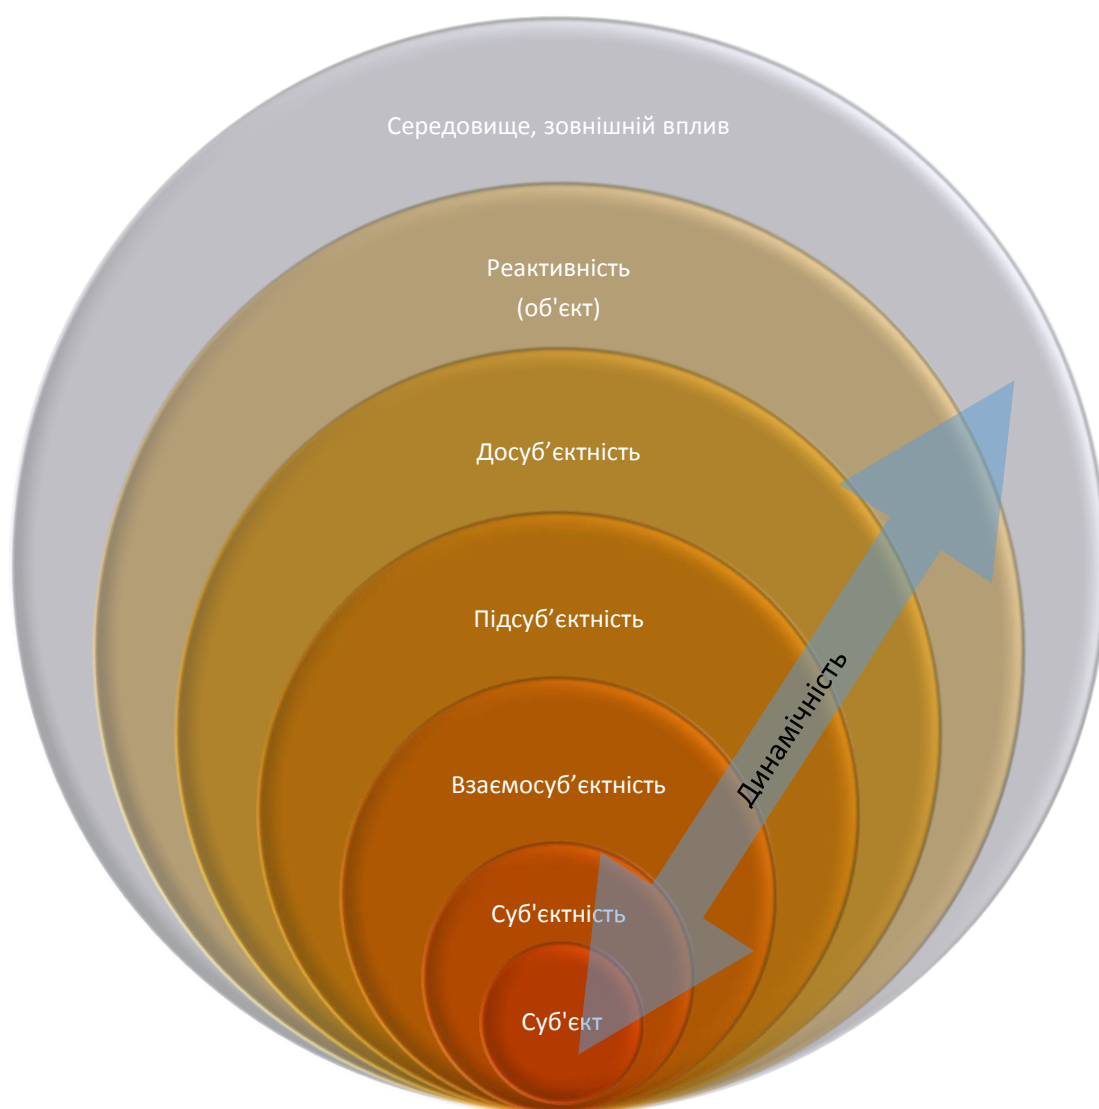 Середовище, зовнішній вплив
Реактивність
(об'єкт)
Досуб’єктність
Підсуб’єктність
Динамічність
Взаємосуб’єктність
Суб'єктність
Суб'єкт